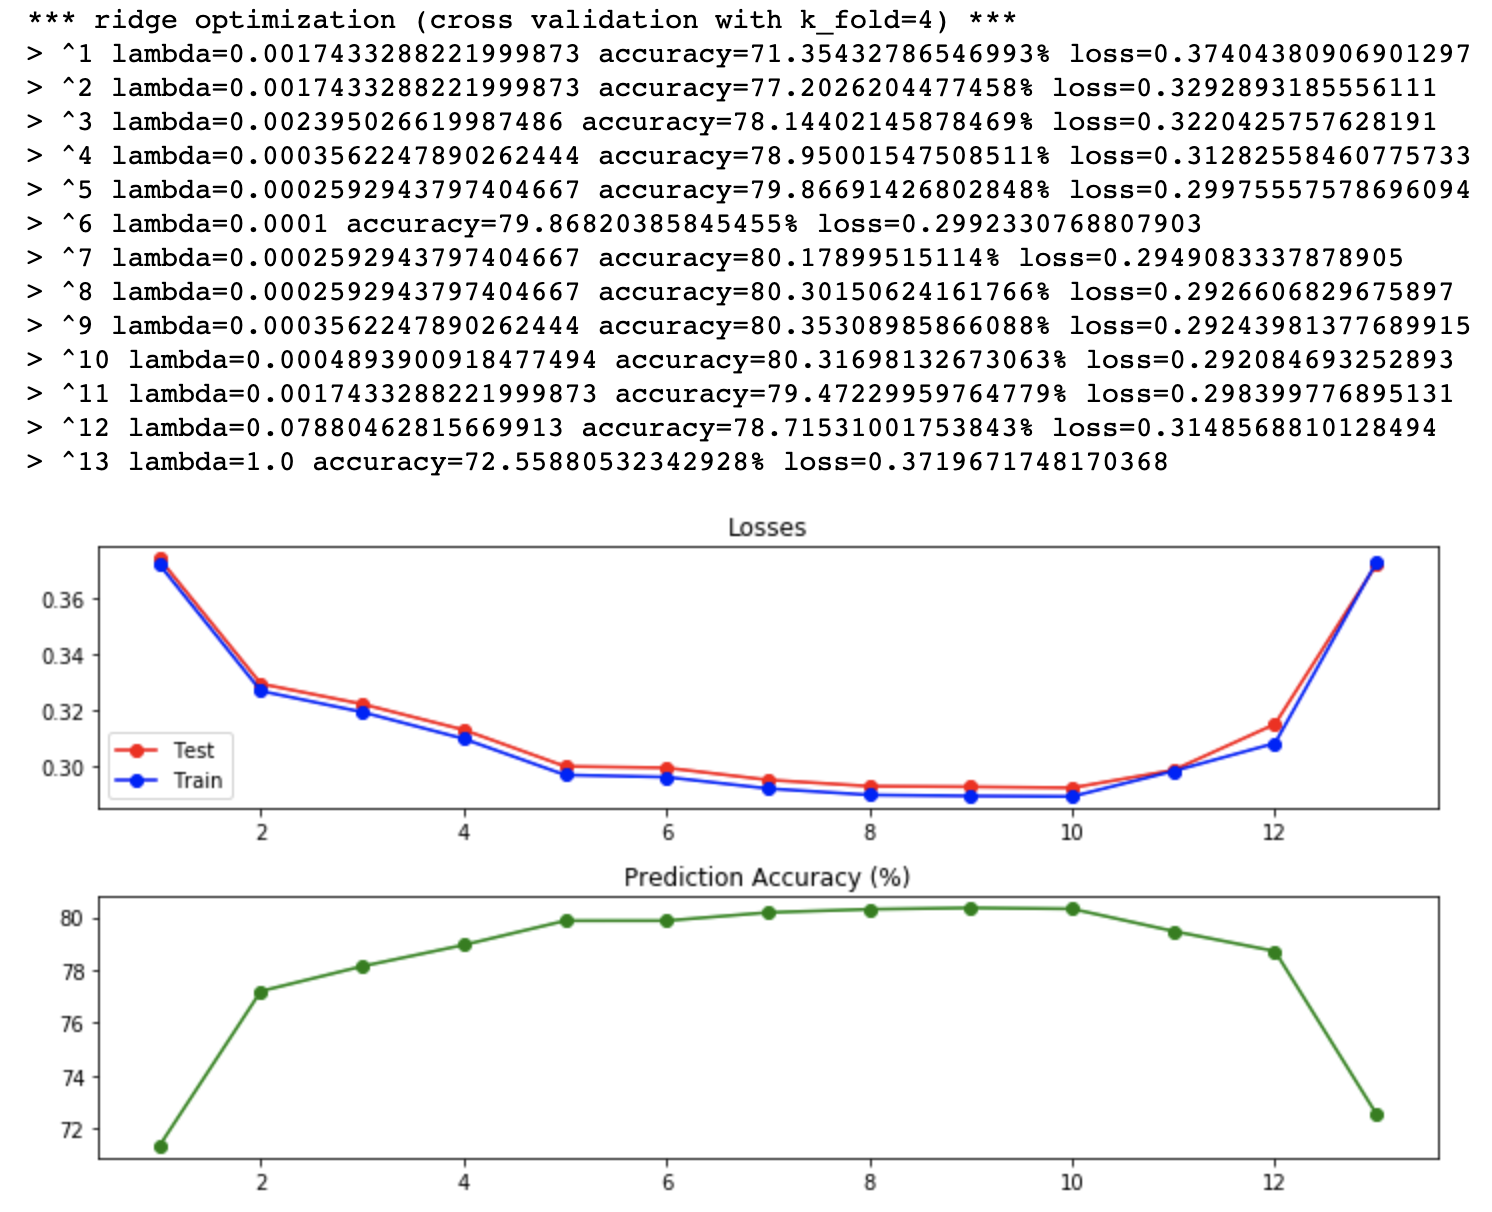 *** ridge optimization (cross validation with k_fold=4) ***
> ^1 lambda=0.0017433288221999873 accuracy=71.35432786546993% loss=0.37404380906901297
> ^2 lambda=0.0017433288221999873 accuracy=77.2026204477458% loss=0.3292893185556111
> ^3 lambda=0.002395026619987486 accuracy=78.14402145878469% loss=0.3220425757628191
> ^4 lambda=0.0003562247890262444 accuracy=78.95001547508511% loss=0.31282558460775733
> ^5 lambda=0.0002592943797404667 accuracy=79.86691426802848% loss=0.29975557578696094
> ^6 lambda=0.0001 accuracy=79.86820385845455% loss=0.2992330768807903
> ^7 lambda=0.0002592943797404667 accuracy=80.17899515114% loss=0.2949083337878905
> ^8 lambda=0.0002592943797404667 accuracy=80.30150624161766% loss=0.2926606829675897
> ^9 lambda=0.0003562247890262444 accuracy=80.35308985866088% loss=0.29243981377689915
> ^10 lambda=0.0004893900918477494 accuracy=80.31698132673063% loss=0.292084693252893
> ^11 lambda=0.0017433288221999873 accuracy=79.47229959764779% loss=0.298399776895131
> ^12 lambda=0.07880462815669913 accuracy=78.71531001753843% loss=0.3148568810128494
> ^13 lambda=1.0 accuracy=72.55880532342928% loss=0.3719671748170368
Losses
0.36
0.34
0.32
0.30
Test
Train
2 4 6 8 10 12
Prediction Accuracy (%)
80
78
76
74
72
2 4 6 8 10 12